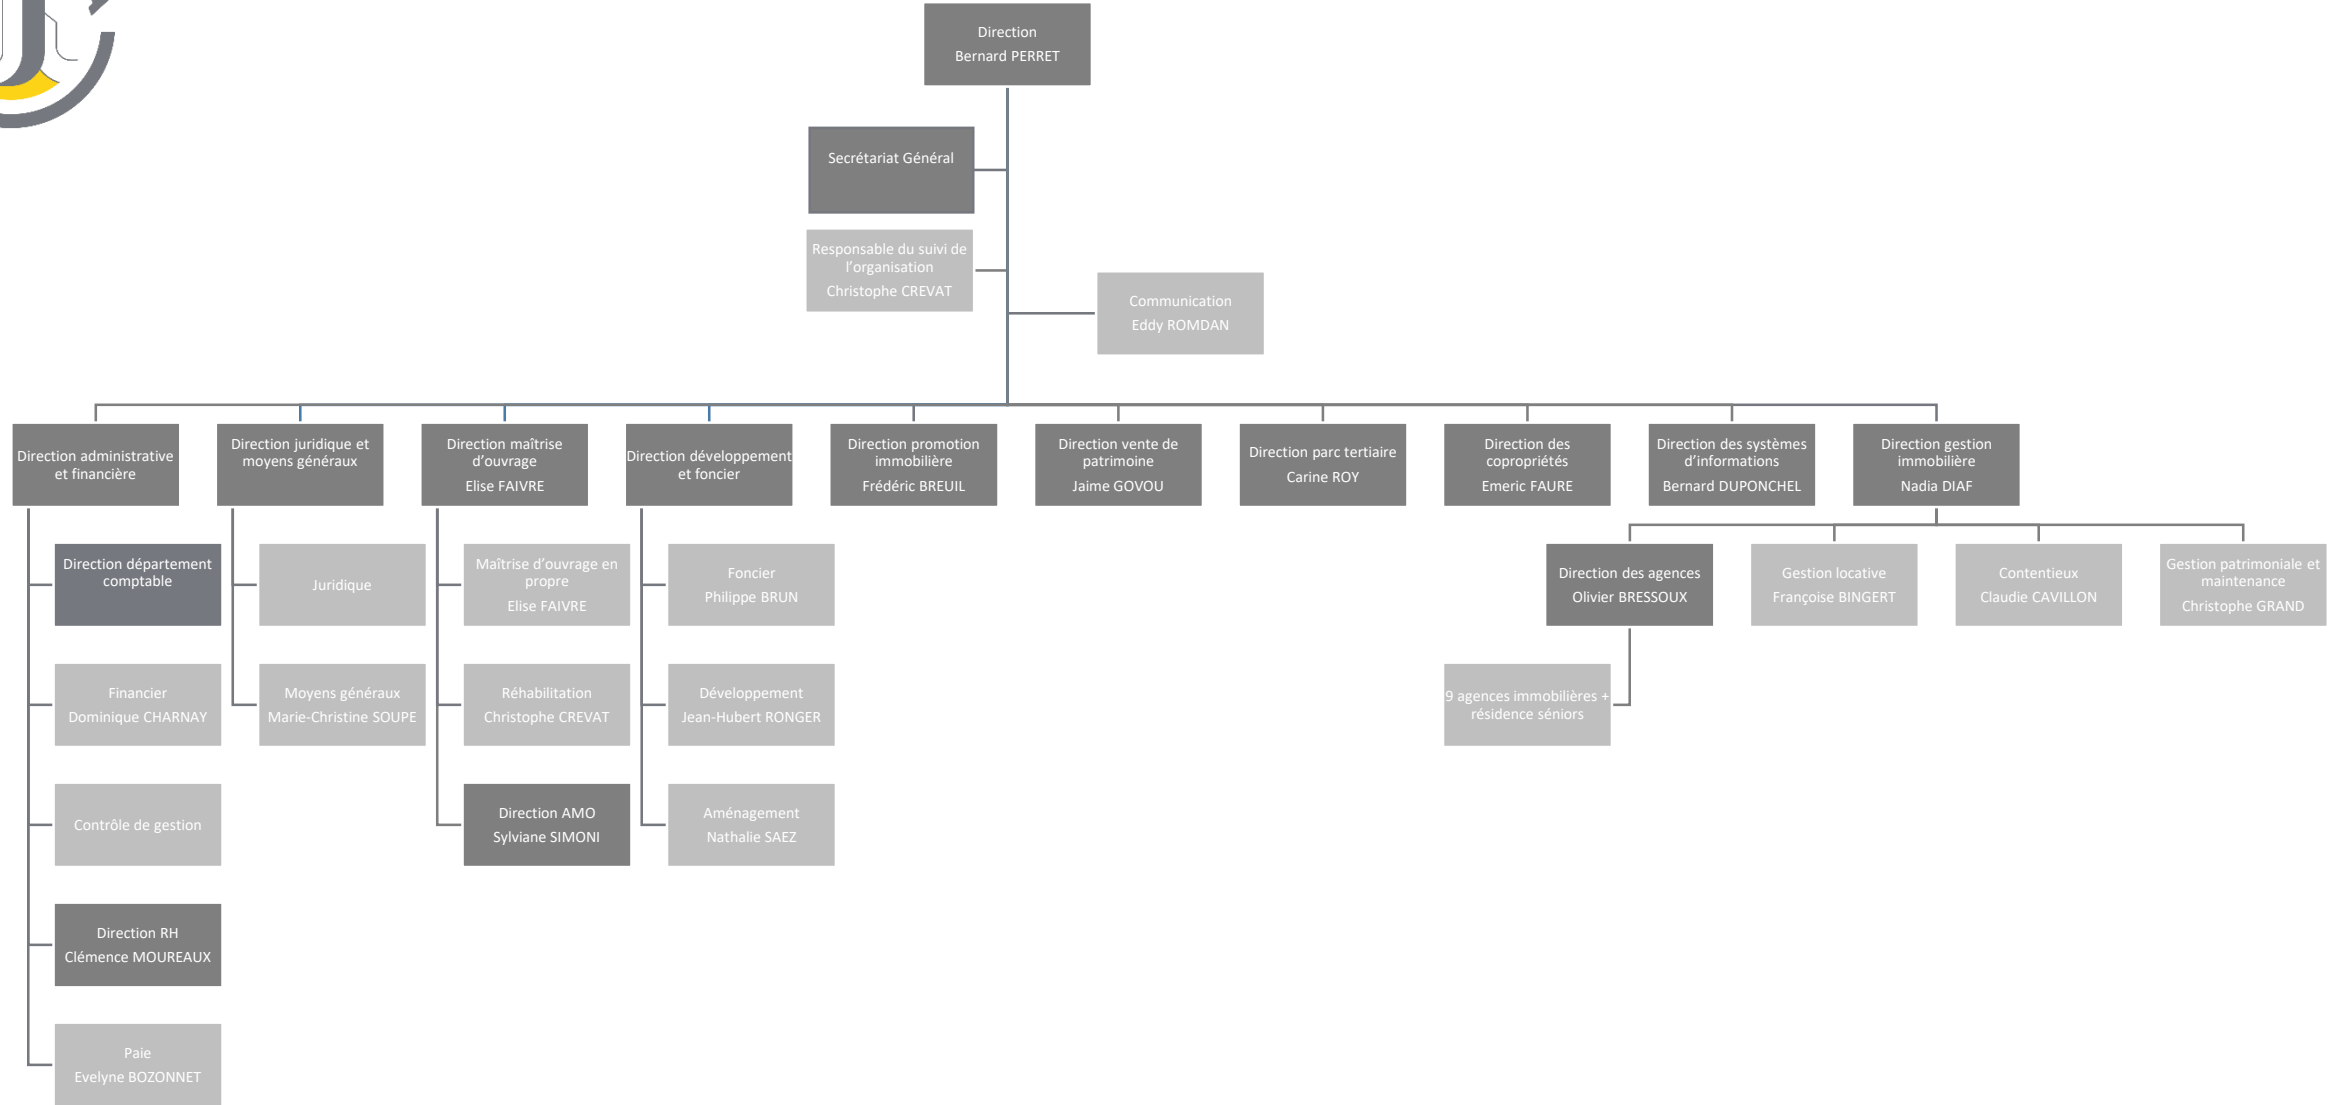 Direction
Bernard PERRET
Secrétariat Général
Responsable du suivi de
l’organisation
Christophe CREVAT
Communication
Eddy ROMDAN
Direction administrative
et financière
Direction juridique et
moyens généraux
Direction maîtrise
d’ouvrage
Elise FAIVRE
Direction développement
et foncier
Direction promotion
immobilière
Frédéric BREUIL
Direction vente de
patrimoine
Jaime GOVOU
Direction parc tertiaire
Carine ROY
Direction des
copropriétés
Emeric FAURE
Direction des systèmes
d’informations
Bernard DUPONCHEL
Direction gestion
immobilière
Nadia DIAF
Direction département
comptable
Financier
Dominique CHARNAY
Contrôle de gestion
Direction RH
Clémence MOUREAUX
Paie
Evelyne BOZONNET
Juridique
Moyens généraux
Marie-Christine SOUPE
Maîtrise d’ouvrage en
propre
Elise FAIVRE
Réhabilitation
Christophe CREVAT
Direction AMO
Sylviane SIMONI
Foncier
Philippe BRUN
Développement
Jean-Hubert RONGER
Aménagement
Nathalie SAEZ
Direction des agences
Olivier BRESSOUX
9 agences immobilières +
résidence séniors
Gestion locative
Françoise BINGERT
Contentieux
Claudie CAVILLON
Gestion patrimoniale et
maintenance
Christophe GRAND